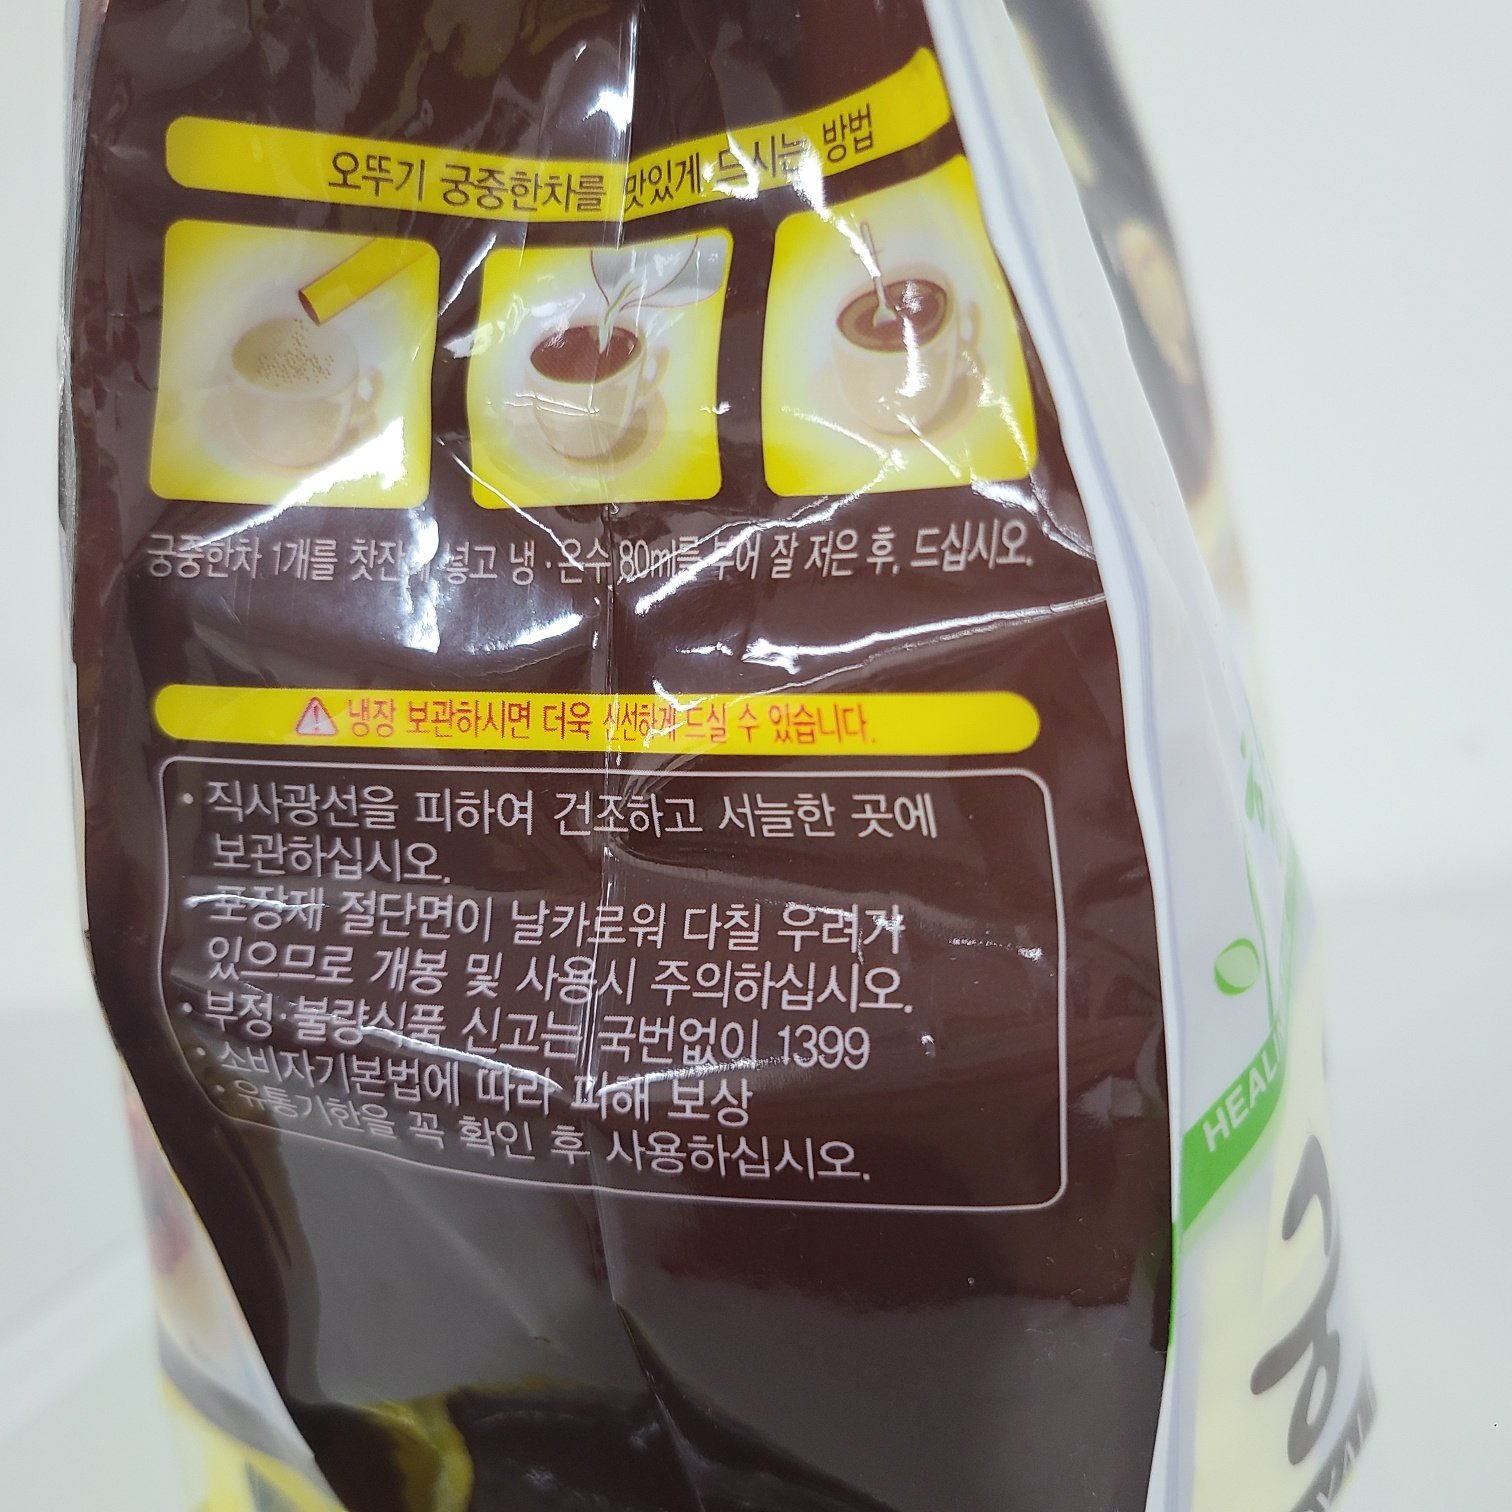 오뚜기 궁중한차를 맛있게 드시는 방법
궁중한차 1개를 찻잔에 넣고 냉·온수 80ml를 부어 잘 저은 후, 드십시오.
냉장 보관하시면 더욱 신선하게 드실 수 있습니다.
· 직사광선을 피하여 건조하고 서늘한 곳에
보관하십시오.
포장재 절단면이 날카로워 다칠 우려가
있으므로 개봉 및 사용시 주의하십시오.
· 부정·불량식품 신고는 국번없이 1399
· 소비자기본법에 따라 피해 보상
· 유통기한을 꼭 확인 후 사용하십시오.
HEALI
궁